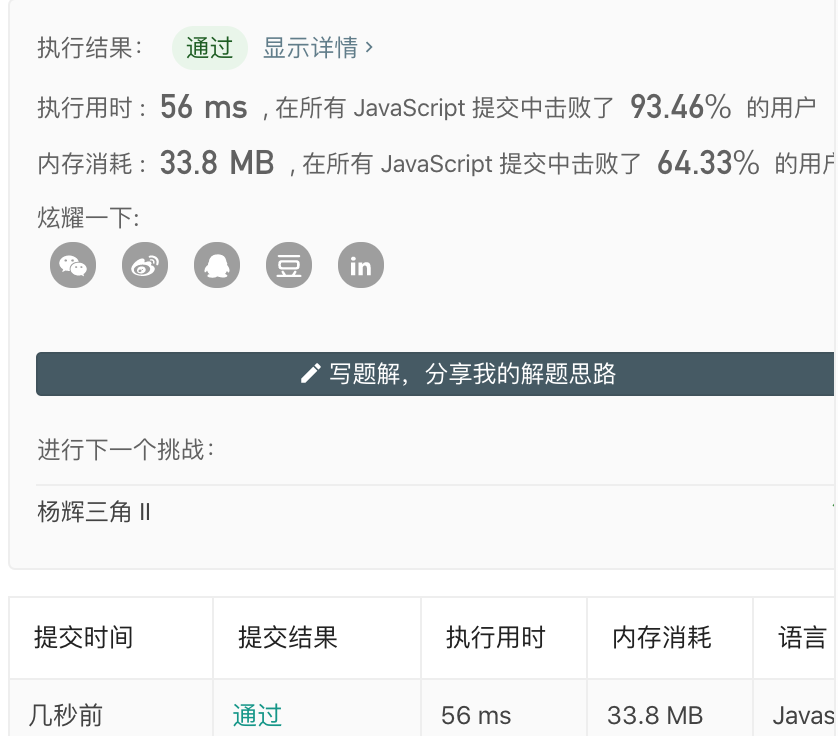 执行结果： 通过 显示详情 ›
执行用时 : 56 ms , 在所有 JavaScript 提交中击败了 93.46% 的用户
内存消耗 : 33.8 MB , 在所有 JavaScript 提交中击败了 64.33% 的用户
炫耀一下:
豆 in
写题解，分享我的解题思路
进行下一个挑战：
杨辉三角 II
提交时间 提交结果 执行用时 内存消耗 语言
几秒前 通过 56 ms 33.8 MB Javas